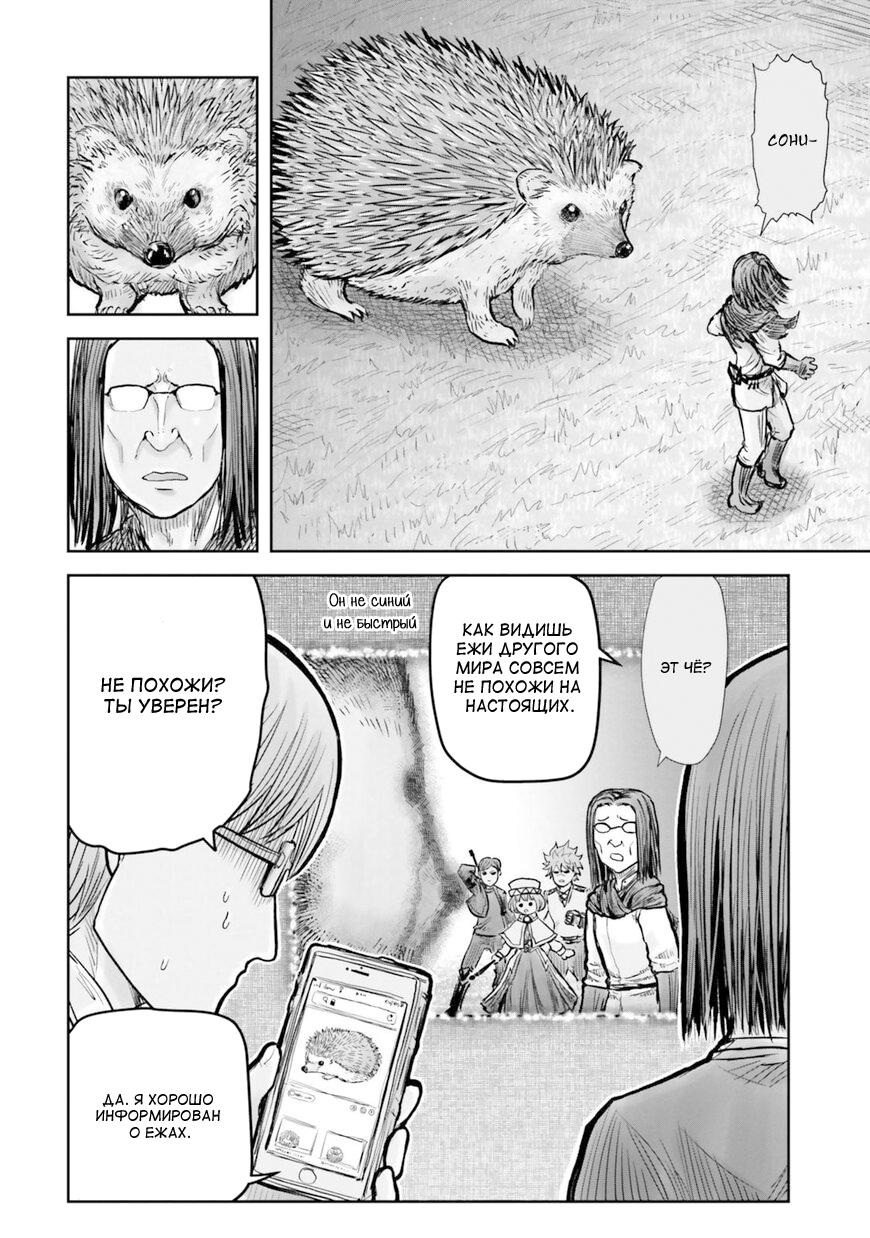 СОНИ-
ЭТ ЧЁ?
КАК ВИДИШЬ
ЕЖИ ДРУГОГО
МИРА СОВСЕМ
НЕ ПОХОЖИ НА
НАСТОЯЩИХ.
Он не синий
и не быстрый
НЕ ПОХОЖИ?
ТЫ УВЕРЕН?
ДА. Я ХОРОШО
ИНФОРМИРОВАН
О ЕЖАХ.